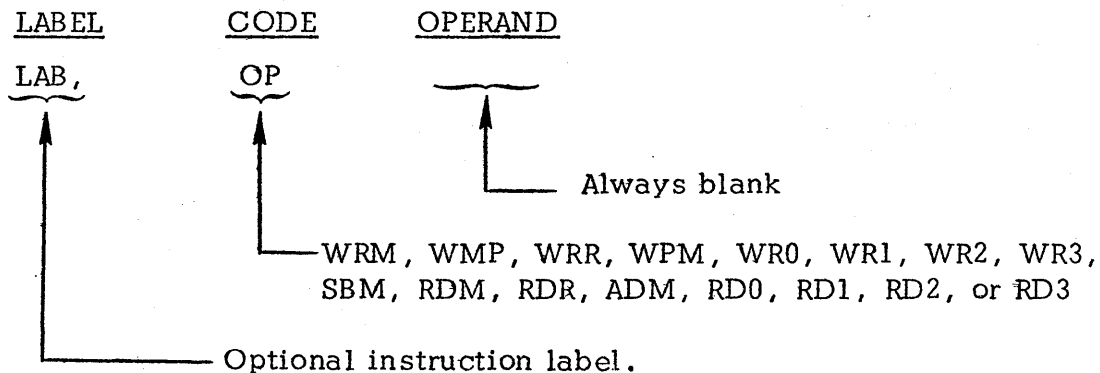 LABEL CODE OPERAND
LAB, OP
Always blank
WRM, WMP, WRR, WPM, WR0, WR1, WR2, WR3,
SBM, RDM, RDR, ADM, RD0, RD1, RD2, or RD3
Optional instruction label.